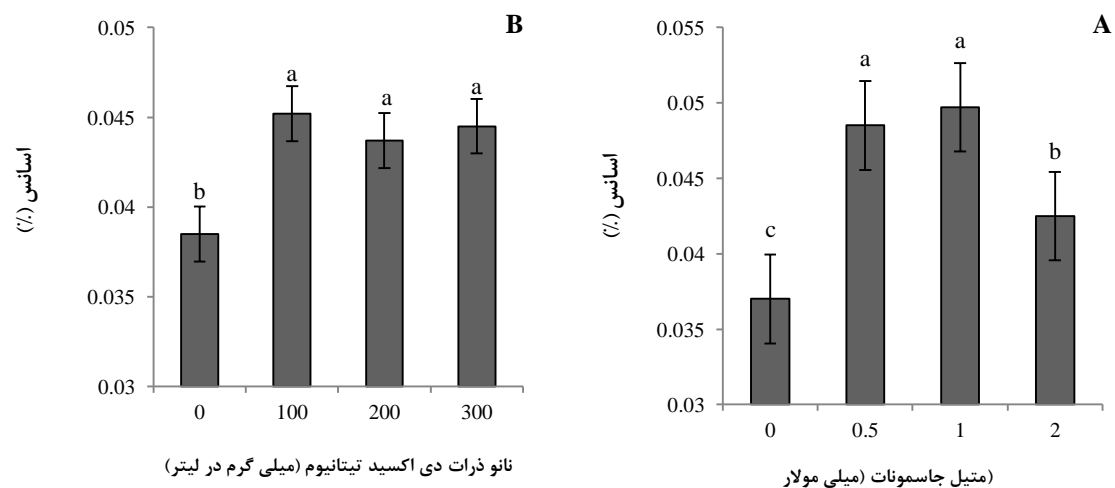 B
0.05
0.045
0.04
0.035
0.03
اسانس (٪)
b
a
a
a
0
100
200
300
نانو ذرات دی اکسید تیتانیوم (میلی گرم در لیتر)
A
0.055
0.05
0.045
0.04
0.035
0.03
اسانس (٪)
c
a
a
b
0
0.5
1
2
(متیل جاسمونات (میلی مولار